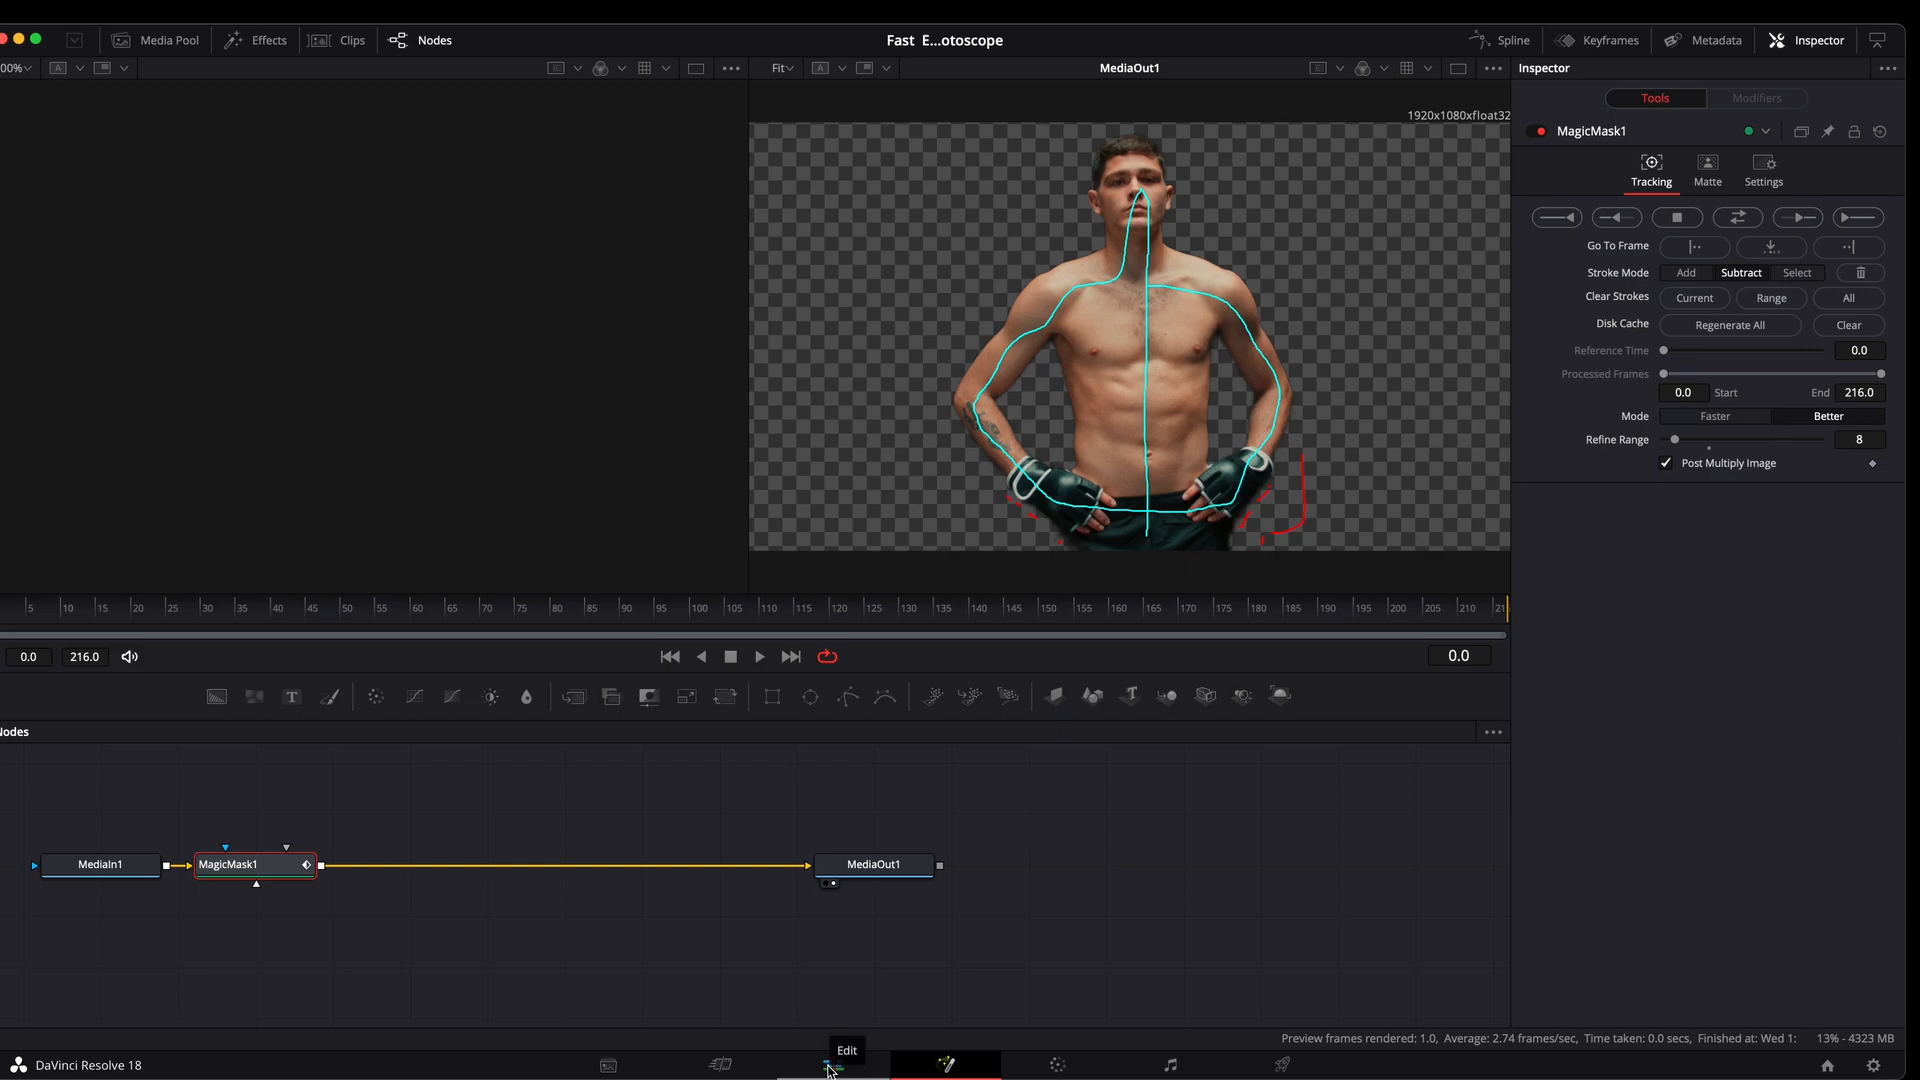 Media Pool Effects Clips Nodes Fast E...otoscope Spline Keyframes Metadata Inspector
00% A Fit A MediaOut1 Inspector
Tools Modifiers
1920x1080xfloat32
MagicMask1
Tracking Matte Settings
Go To Frame
Stroke Mode Add Subtract Select
Clear Strokes Current Range All
Disk Cache Regenerate All Clear
Reference Time 0.0
Processed Frames
0.0 Start End 216.0
Mode Faster Better
Refine Range 8
Post Multiply Image
5 10 15 20 25 30 35 40 45 50 55 60 65 70 75 80 85 90 95 100 105 110 115 120 125 130 135 140 145 150 155 160 165 170 175 180 185 190 195 200 205 210 21
0.0 216.0 0.0
T T
Nodes
MediaIn1 MagicMask1 MediaOut1
Preview frames rendered: 1.0, Average: 2.74 frames/sec, Time taken: 0.0 secs, Finished at: Wed 1: 13% - 4323 MB
Edit
DaVinci Resolve 18